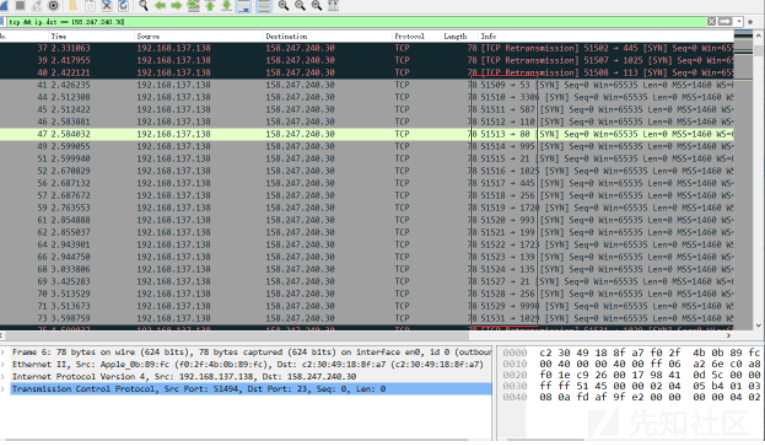 tcp && ip.dst == 158.247.240.30
No. Time Source Destination Protocol Length Info
37 2.331063 192.168.137.138 158.247.240.30 TCP 78 [TCP Retransmission] 51502 → 445 [SYN] Seq=0 Win=655
39 2.417955 192.168.137.138 158.247.240.30 TCP 78 [TCP Retransmission] 51507 → 1025 [SYN] Seq=0 Win=6
40 2.422121 192.168.137.138 158.247.240.30 TCP 78 [TCP Retransmission] 51508 → 113 [SYN] Seq=0 Win=655
41 2.426235 192.168.137.138 158.247.240.30 TCP 78 51509 → 53 [SYN] Seq=0 Win=65535 Len=0 MSS=1460 WS=6
44 2.512308 192.168.137.138 158.247.240.30 TCP 78 51510 → 3306 [SYN] Seq=0 Win=65535 Len=0 MSS=1460 W
45 2.512422 192.168.137.138 158.247.240.30 TCP 78 51511 → 587 [SYN] Seq=0 Win=65535 Len=0 MSS=1460 WS=
46 2.583881 192.168.137.138 158.247.240.30 TCP 78 51512 → 110 [SYN] Seq=0 Win=65535 Len=0 MSS=1460 WS=
47 2.584032 192.168.137.138 158.247.240.30 TCP 78 51513 → 80 [SYN] Seq=0 Win=65535 Len=0 MSS=1460 WS=6
49 2.599055 192.168.137.138 158.247.240.30 TCP 78 51514 → 995 [SYN] Seq=0 Win=65535 Len=0 MSS=1460 WS=
51 2.599940 192.168.137.138 158.247.240.30 TCP 78 51515 → 21 [SYN] Seq=0 Win=65535 Len=0 MSS=1460 WS=6
52 2.670829 192.168.137.138 158.247.240.30 TCP 78 51516 → 1025 [SYN] Seq=0 Win=65535 Len=0 MSS=1460 W
56 2.687132 192.168.137.138 158.247.240.30 TCP 78 51517 → 445 [SYN] Seq=0 Win=65535 Len=0 MSS=1460 WS=
57 2.687672 192.168.137.138 158.247.240.30 TCP 78 51518 → 256 [SYN] Seq=0 Win=65535 Len=0 MSS=1460 WS=
59 2.763553 192.168.137.138 158.247.240.30 TCP 78 51519 → 1720 [SYN] Seq=0 Win=65535 Len=0 MSS=1460 W
61 2.854888 192.168.137.138 158.247.240.30 TCP 78 51520 → 993 [SYN] Seq=0 Win=65535 Len=0 MSS=1460 WS=
62 2.855037 192.168.137.138 158.247.240.30 TCP 78 51521 → 199 [SYN] Seq=0 Win=65535 Len=0 MSS=1460 WS=
64 2.943901 192.168.137.138 158.247.240.30 TCP 78 51522 → 1723 [SYN] Seq=0 Win=65535 Len=0 MSS=1460 W
66 2.944750 192.168.137.138 158.247.240.30 TCP 78 51523 → 139 [SYN] Seq=0 Win=65535 Len=0 MSS=1460 WS=
68 3.033806 192.168.137.138 158.247.240.30 TCP 78 51524 → 135 [SYN] Seq=0 Win=65535 Len=0 MSS=1460 WS=
69 3.425283 192.168.137.138 158.247.240.30 TCP 78 51527 → 21 [SYN] Seq=0 Win=65535 Len=0 MSS=1460 WS=6
70 3.513529 192.168.137.138 158.247.240.30 TCP 78 51528 → 256 [SYN] Seq=0 Win=65535 Len=0 MSS=1460 WS=
71 3.513673 192.168.137.138 158.247.240.30 TCP 78 51529 → 9998 [SYN] Seq=0 Win=65535 Len=0 MSS=1460 W
73 3.598759 192.168.137.138 158.247.240.30 TCP 78 51531 → 1029 [SYN] Seq=0 Win=65535 Len=0 MSS=1460 W
Frame 6: 78 bytes on wire (624 bits), 78 bytes captured (624 bits) on interface en0, id 0 (outbour
Ethernet II, Src: Apple_0b:89:fc (f0:2f:4b:0b:89:fc), Dst: c2:30:49:18:8f:a7 (c2:30:49:18:8f:a7)
Internet Protocol Version 4, Src: 192.168.137.138, Dst: 158.247.240.30
Transmission Control Protocol, Src Port: 51494, Dst Port: 23, Seq: 0, Len: 0
0000 c2 30 49 18 8f a7 f0 2f 4b 0b 89 fc
0010 00 40 00 00 40 00 ff 06 a2 6e c0 a8
0020 f0 1e c9 26 00 17 98 41 0d 5c 00 00
0030 ff ff 51 45 00 00 02 04 05 b4 01 03
0040 08 0a fd af 9f e2 00 00 00 00 04 02
先知社区